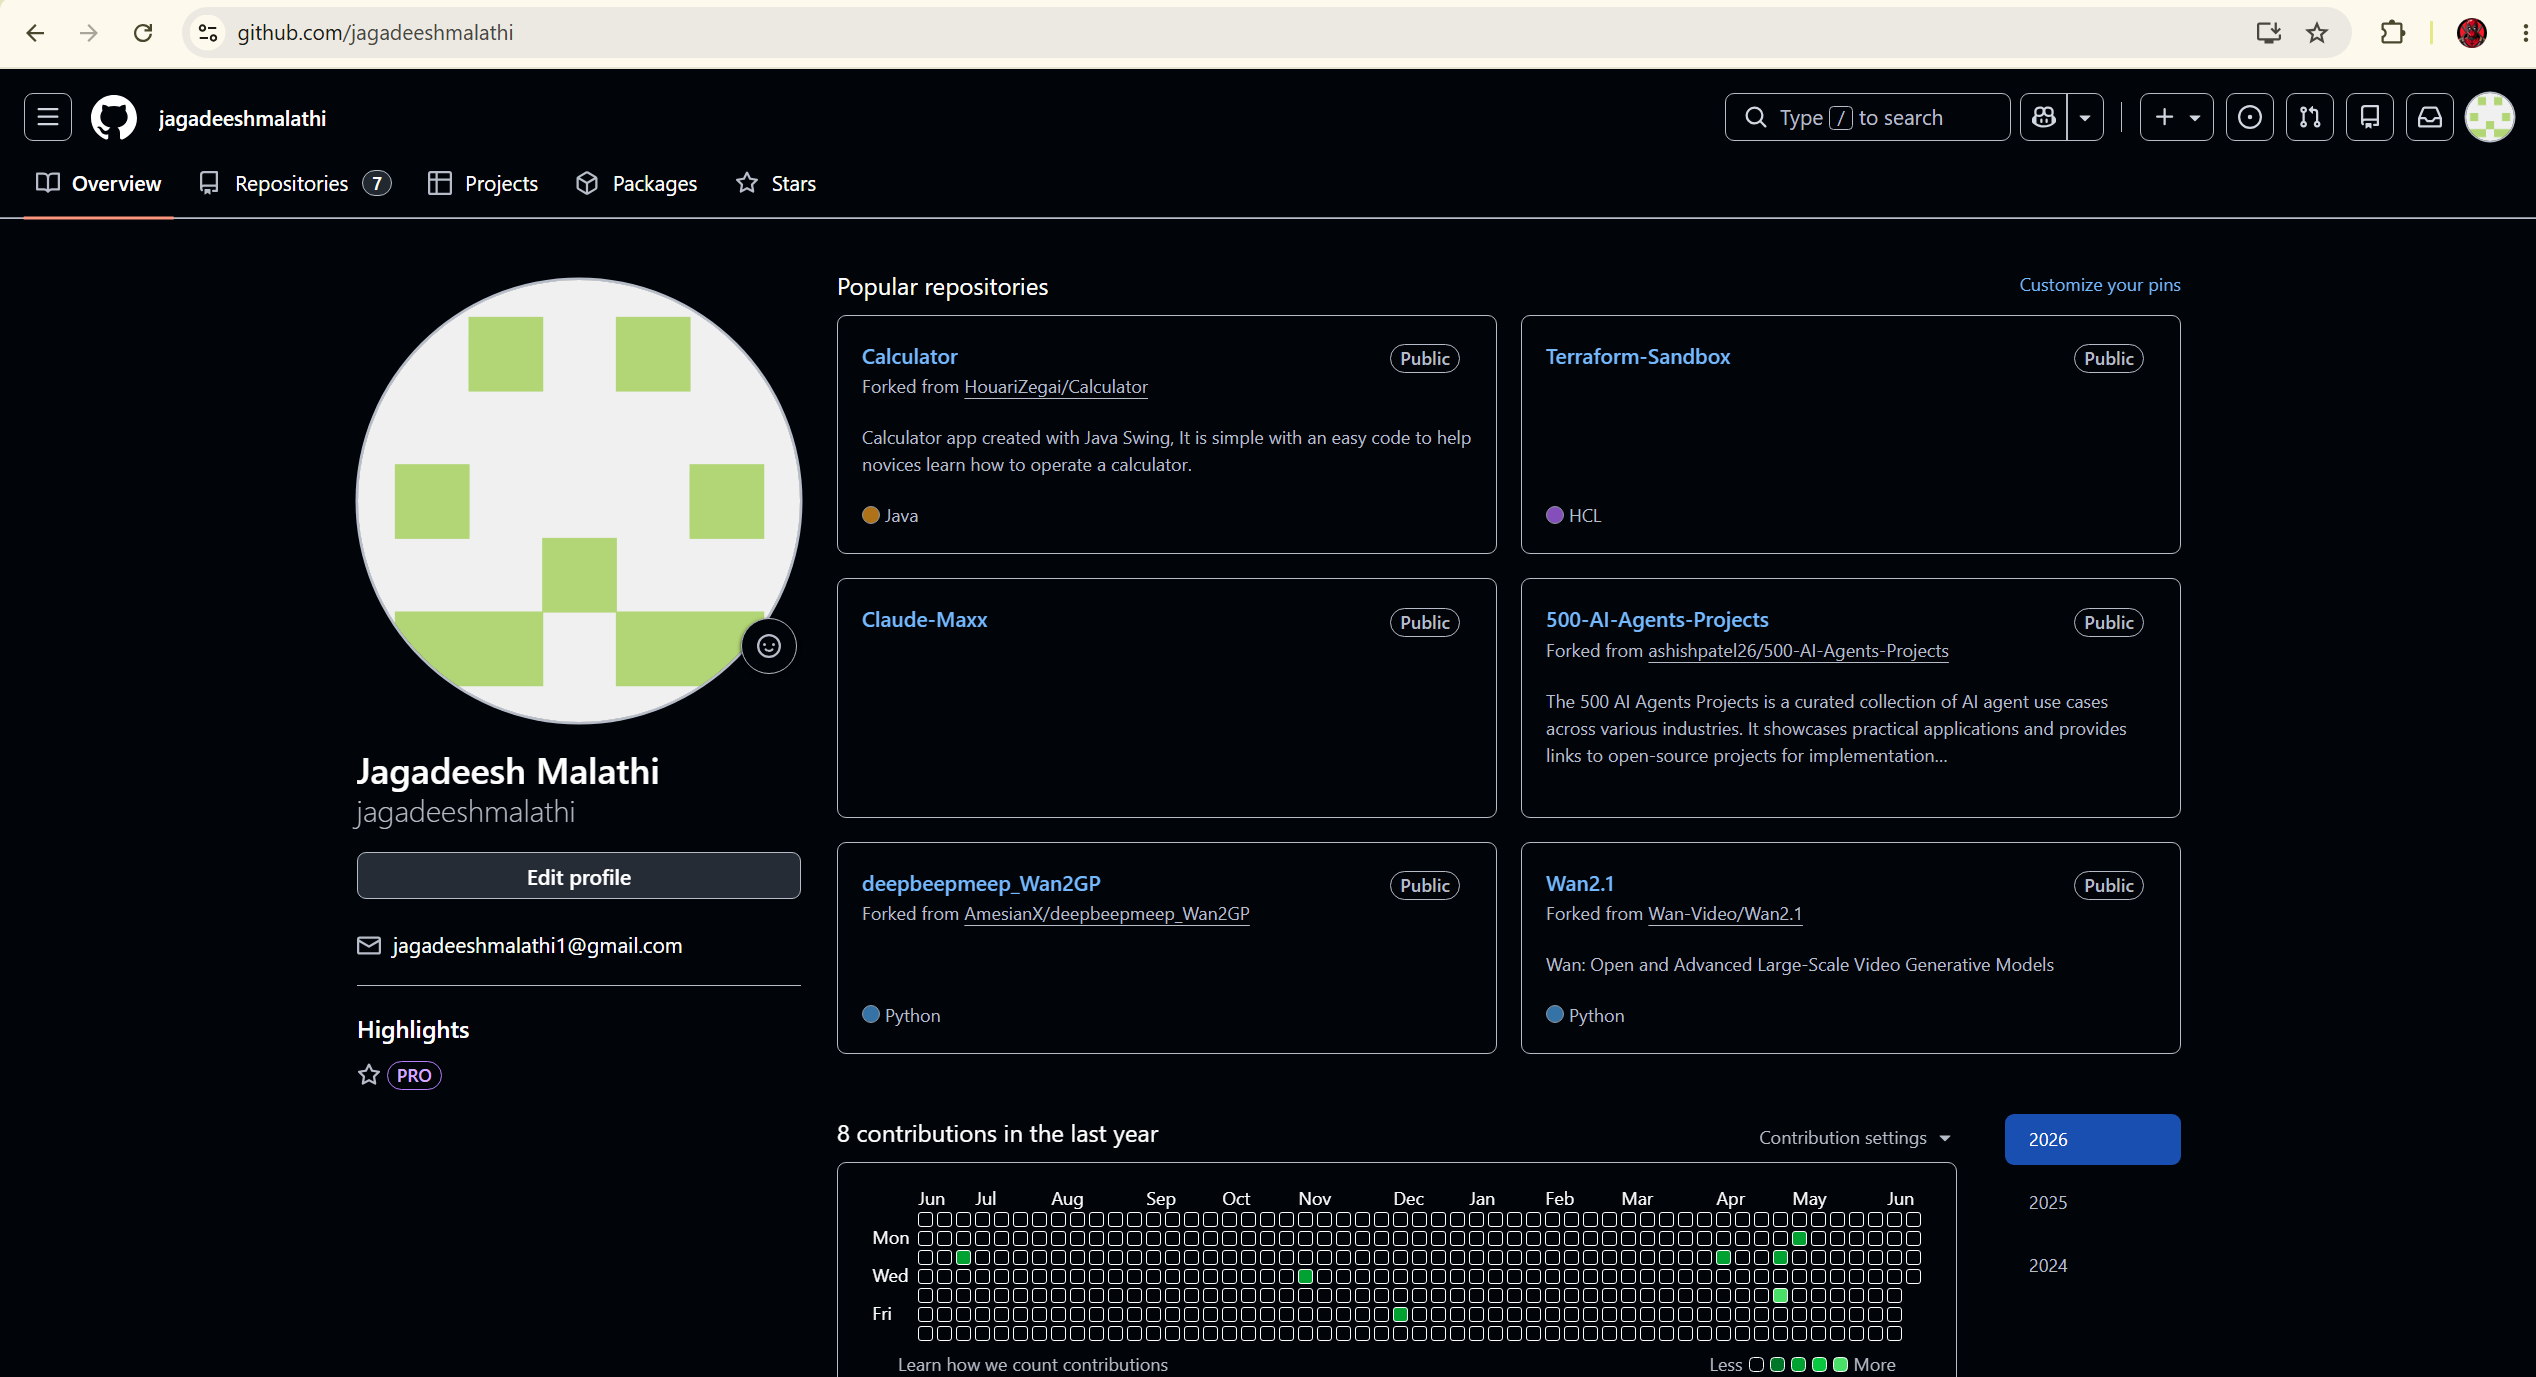 github.com/jagadeeshmalathi
jagadeeshmalathi
Type / to search
Overview
Repositories 7
Projects
Packages
Stars
Popular repositories
Customize your pins
Calculator
Public
Forked from HouariZegai/Calculator
Calculator app created with Java Swing, It is simple with an easy code to help
novices learn how to operate a calculator.
Java
Terraform-Sandbox
Public
HCL
Claude-Maxx
Public
500-AI-Agents-Projects
Public
Forked from ashishpatel26/500-AI-Agents-Projects
The 500 AI Agents Projects is a curated collection of AI agent use cases
across various industries. It showcases practical applications and provides
links to open-source projects for implementation...
deepbeepmeep_Wan2GP
Public
Forked from AmesianX/deepbeepmeep_Wan2GP
Python
Wan2.1
Public
Forked from Wan-Video/Wan2.1
Wan: Open and Advanced Large-Scale Video Generative Models
Python
Jagadeesh Malathi
jagadeeshmalathi
Edit profile
jagadeeshmalathi1@gmail.com
Highlights
PRO
8 contributions in the last year
Contribution settings
2026
2025
2024
Jun Jul Aug Sep Oct Nov Dec Jan Feb Mar Apr May Jun
Mon
Wed
Fri
Learn how we count contributions
Less
More